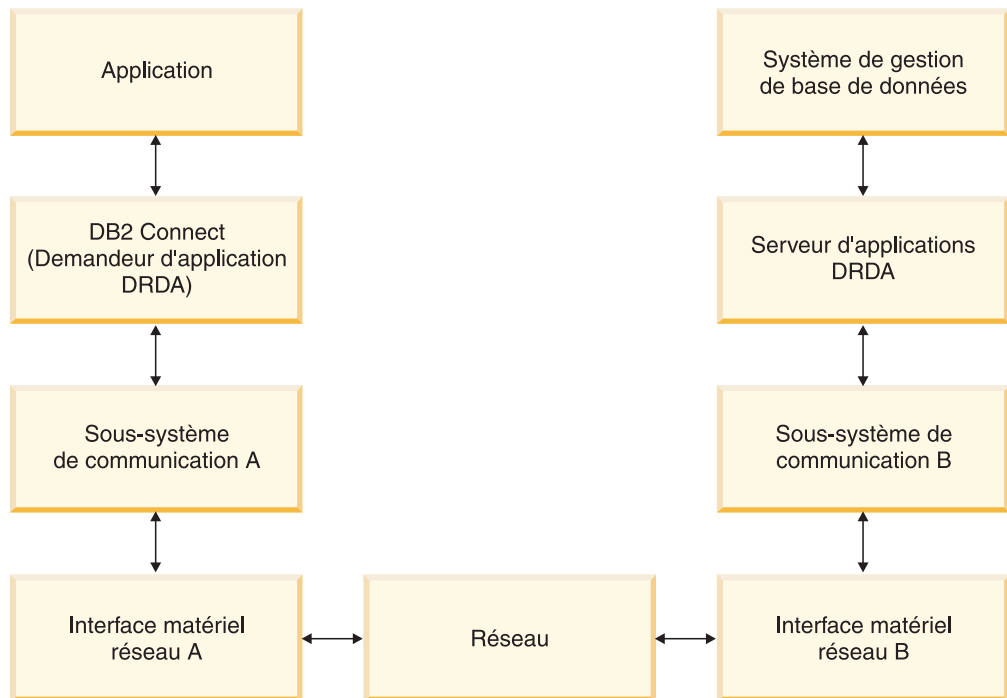 Application
DB2 Connect
(Demandeur d'application
DRDA)
Sous-système
de communication A
Interface matériel
réseau A
Réseau
Système de gestion
de base de données
Serveur d'applications
DRDA
Sous-système de
communication B
Interface matériel
réseau B